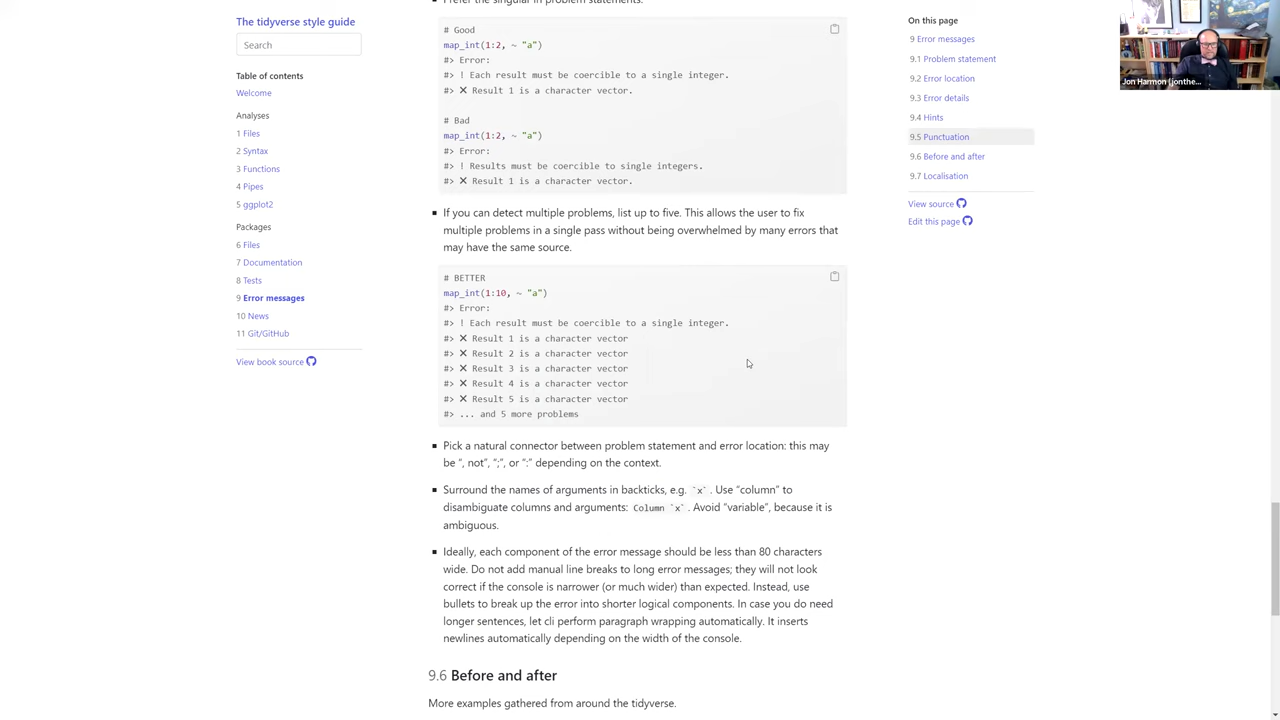 The tidyverse style guide
Search
Table of contents
Welcome
Analyses
1 Files
2 Syntax
3 Functions
4 Pipes
5 ggplot2
Packages
6 Files
7 Documentation
8 Tests
9 Error messages
10 News
11 Git/GitHub
View book source
Prefer the singular in problem statements:
# Good
map_int(1:2, ~ "a")
#> Error:
#> ! Each result must be coercible to a single integer.
#> ✖ Result 1 is a character vector.
# Bad
map_int(1:2, ~ "a")
#> Error:
#> ! Results must be coercible to single integers.
#> ✖ Result 1 is a character vector.
If you can detect multiple problems, list up to five. This allows the user to fix
multiple problems in a single pass without being overwhelmed by many errors that
may have the same source.
# BETTER
map_int(1:10, ~ "a")
#> Error:
#> ! Each result must be coercible to a single integer.
#> ✖ Result 1 is a character vector
#> ✖ Result 2 is a character vector
#> ✖ Result 3 is a character vector
#> ✖ Result 4 is a character vector
#> ✖ Result 5 is a character vector
#> ... and 5 more problems
Pick a natural connector between problem statement and error location: this may
be “, not”, “;”, or “:” depending on the context.
Surround the names of arguments in backticks, e.g. `x`. Use “column” to
disambiguate columns and arguments: Column `x`. Avoid “variable”, because it is
ambiguous.
Ideally, each component of the error message should be less than 80 characters
wide. Do not add manual line breaks to long error messages; they will not look
correct if the console is narrower (or much wider) than expected. Instead, use
bullets to break up the error into shorter logical components. In case you do need
longer sentences, let cli perform paragraph wrapping automatically. It inserts
newlines automatically depending on the width of the console.
9.6 Before and after
More examples gathered from around the tidyverse.
On this page
9 Error messages
9.1 Problem statement
9.2 Error location
9.3 Error details
9.4 Hints
9.5 Punctuation
9.6 Before and after
9.7 Localisation
View source
Edit this page
Jon Harmon (jonthe...